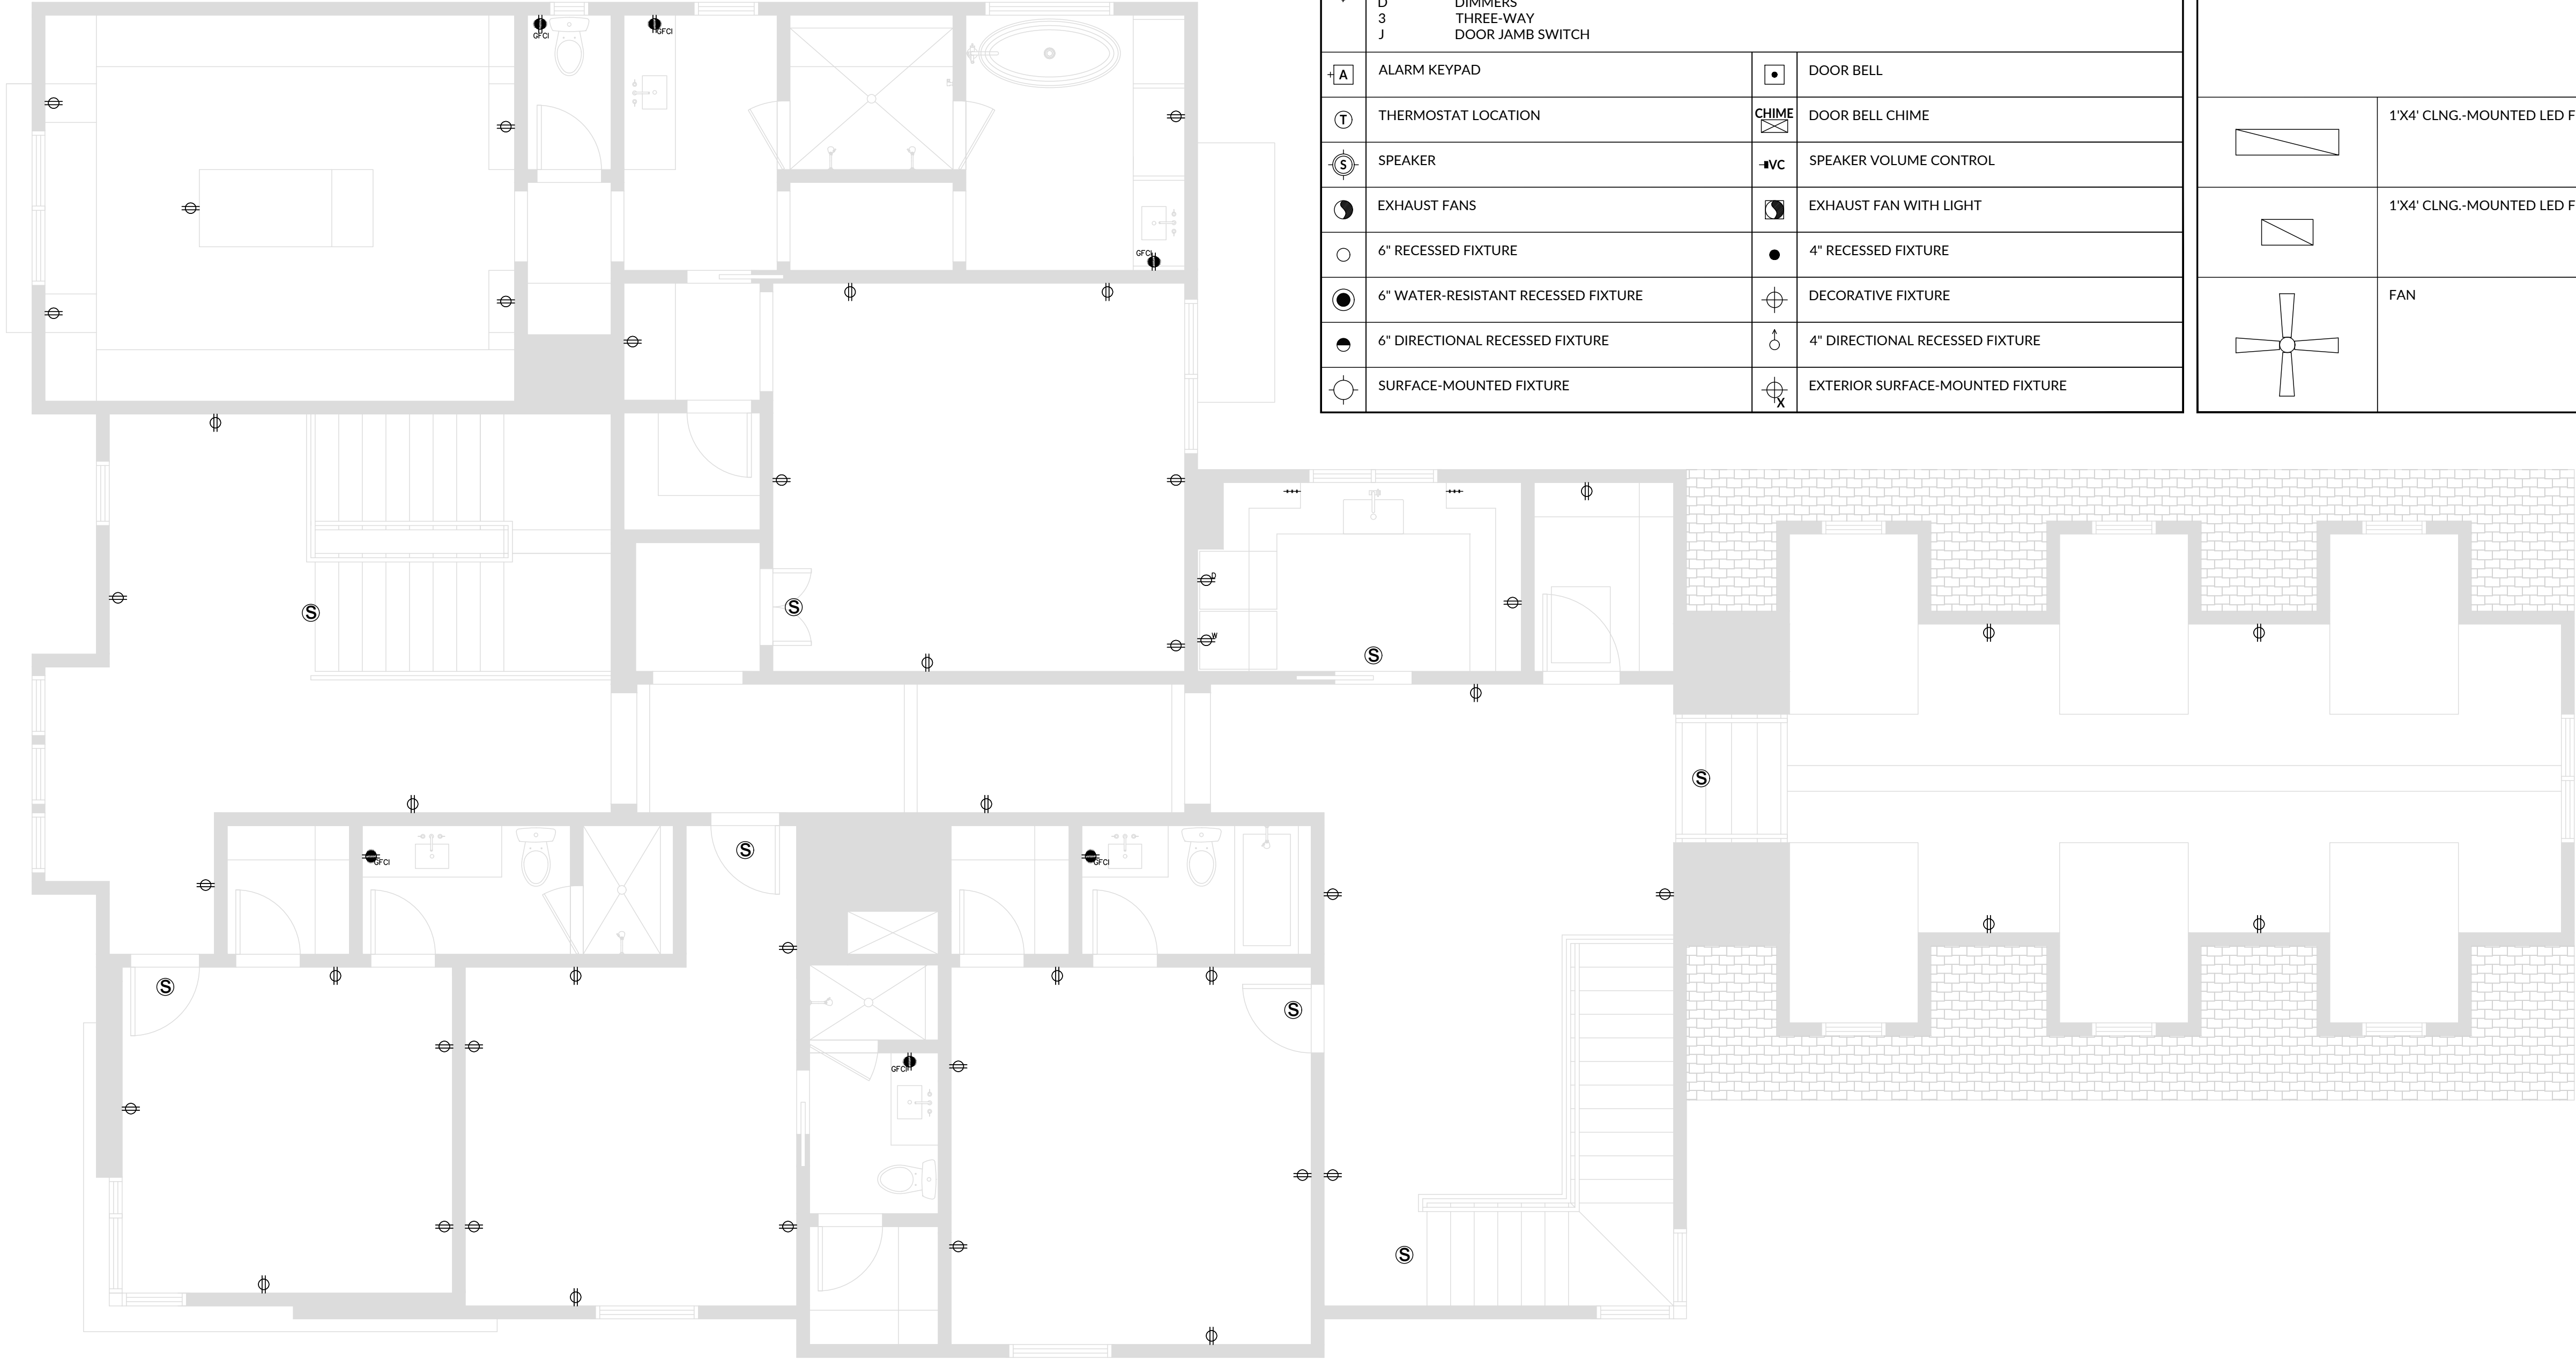 D DIMMERS
3 THREE-WAY
J DOOR JAMB SWITCH
A ALARM KEYPAD
DOOR BELL
T THERMOSTAT LOCATION
CHIME DOOR BELL CHIME
S SPEAKER
VC SPEAKER VOLUME CONTROL
EXHAUST FANS
EXHAUST FAN WITH LIGHT
6" RECESSED FIXTURE
4" RECESSED FIXTURE
6" WATER-RESISTANT RECESSED FIXTURE
DECORATIVE FIXTURE
6" DIRECTIONAL RECESSED FIXTURE
4" DIRECTIONAL RECESSED FIXTURE
SURFACE-MOUNTED FIXTURE
X EXTERIOR SURFACE-MOUNTED FIXTURE
1'X4' CLNG.-MOUNTED LED F
1'X4' CLNG.-MOUNTED LED F
FAN
GFCI
GFCI
GFCI
D
S
S
W
S
S
S
GFCI
GFCI
S
S
GFCI
S